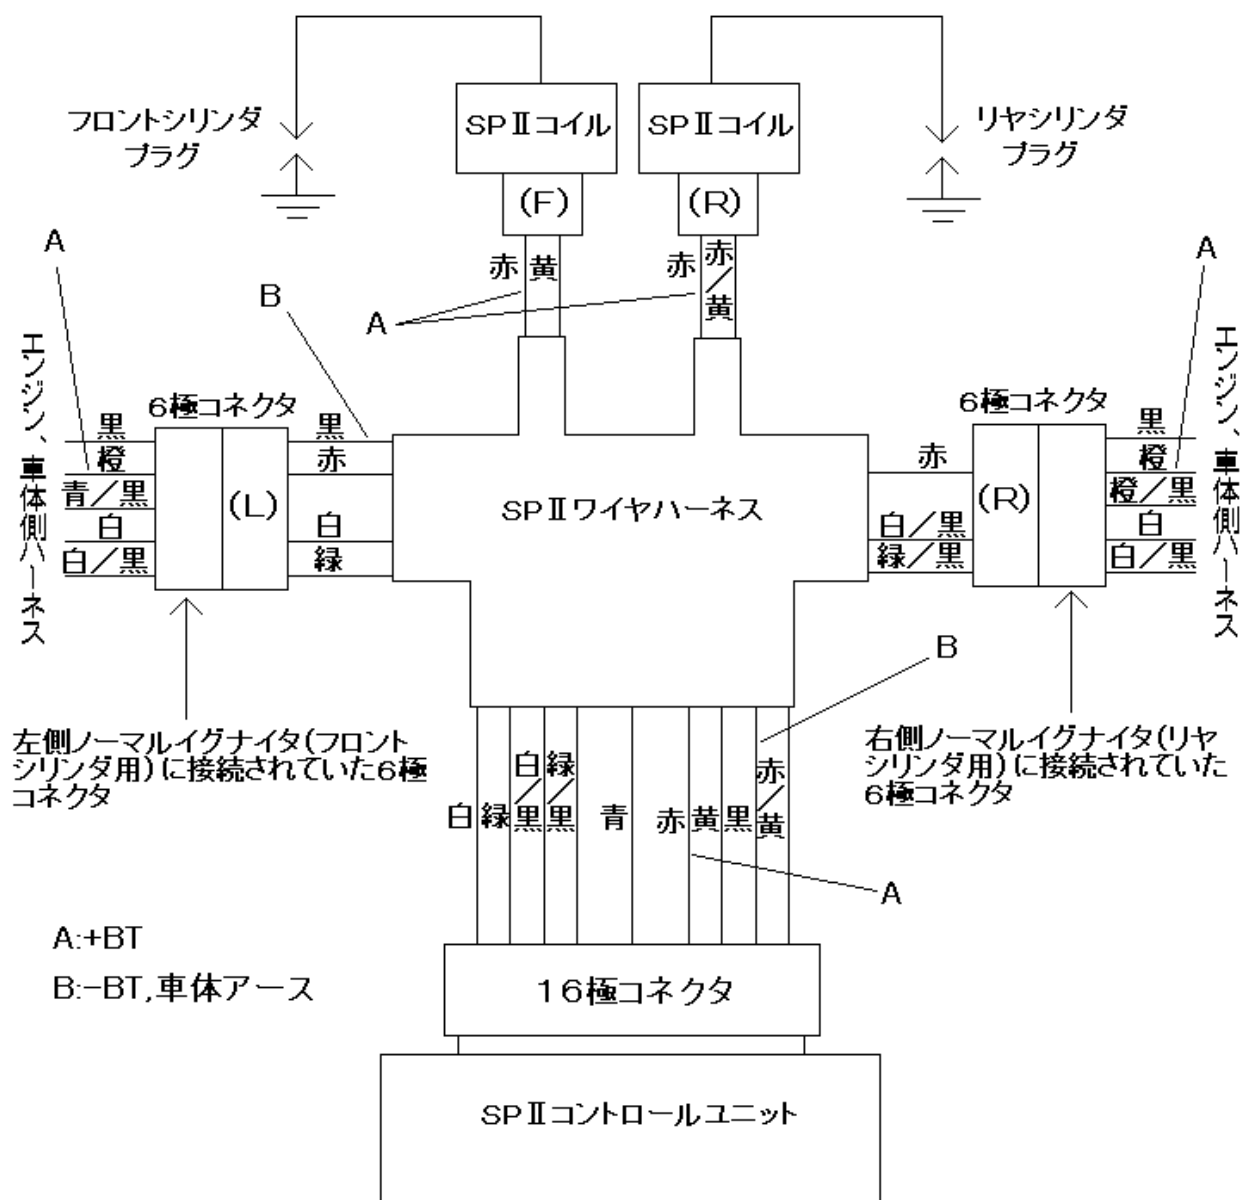 フロントシリンダ
プラグ
SPⅡコイル
SPⅡコイル
リヤシリンダ
プラグ
(F)
(R)
A
B
A
赤
黄
赤
赤/黄
A
エンジン、車体側ハーネス
6極コネクタ
黒
橙
青/黒
白
白/黒
(L)
黒
赤
白
緑
SPⅡワイヤハーネス
赤
白/黒
緑/黒
6極コネクタ
(R)
黒
橙
橙/黒
白
白/黒
エンジン、車体側ハーネス
左側ノーマルイグナイタ(フロント
シリンダ用)に接続されていた6極
コネクタ
B
右側ノーマルイグナイタ(リヤ
シリンダ用)に接続されていた
6極コネクタ
白
緑
白/黒
緑/黒
青
赤
黄
黒
赤/黄
A
A:+BT
B:-BT,車体アース
16極コネクタ
SPⅡコントロールユニット